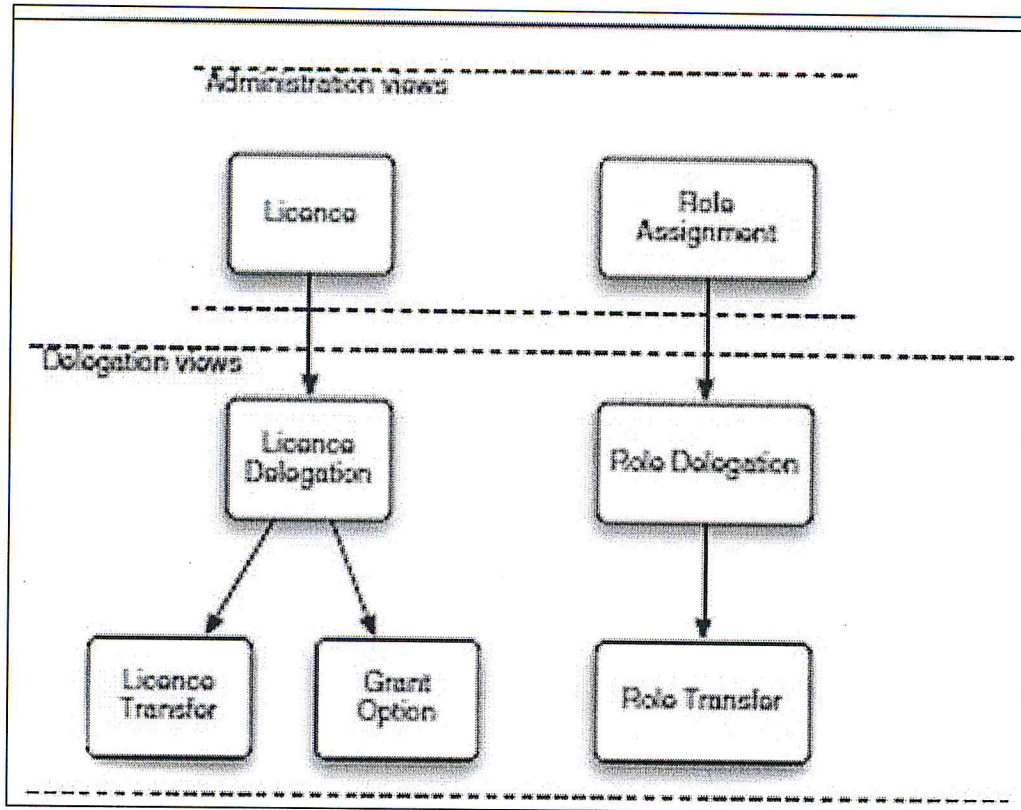 Administration views
Licence
Role
Assignment
Delegation views
Licence
Delegation
Role Delegation
Licence
Transfer
Grant
Option
Role Transfer